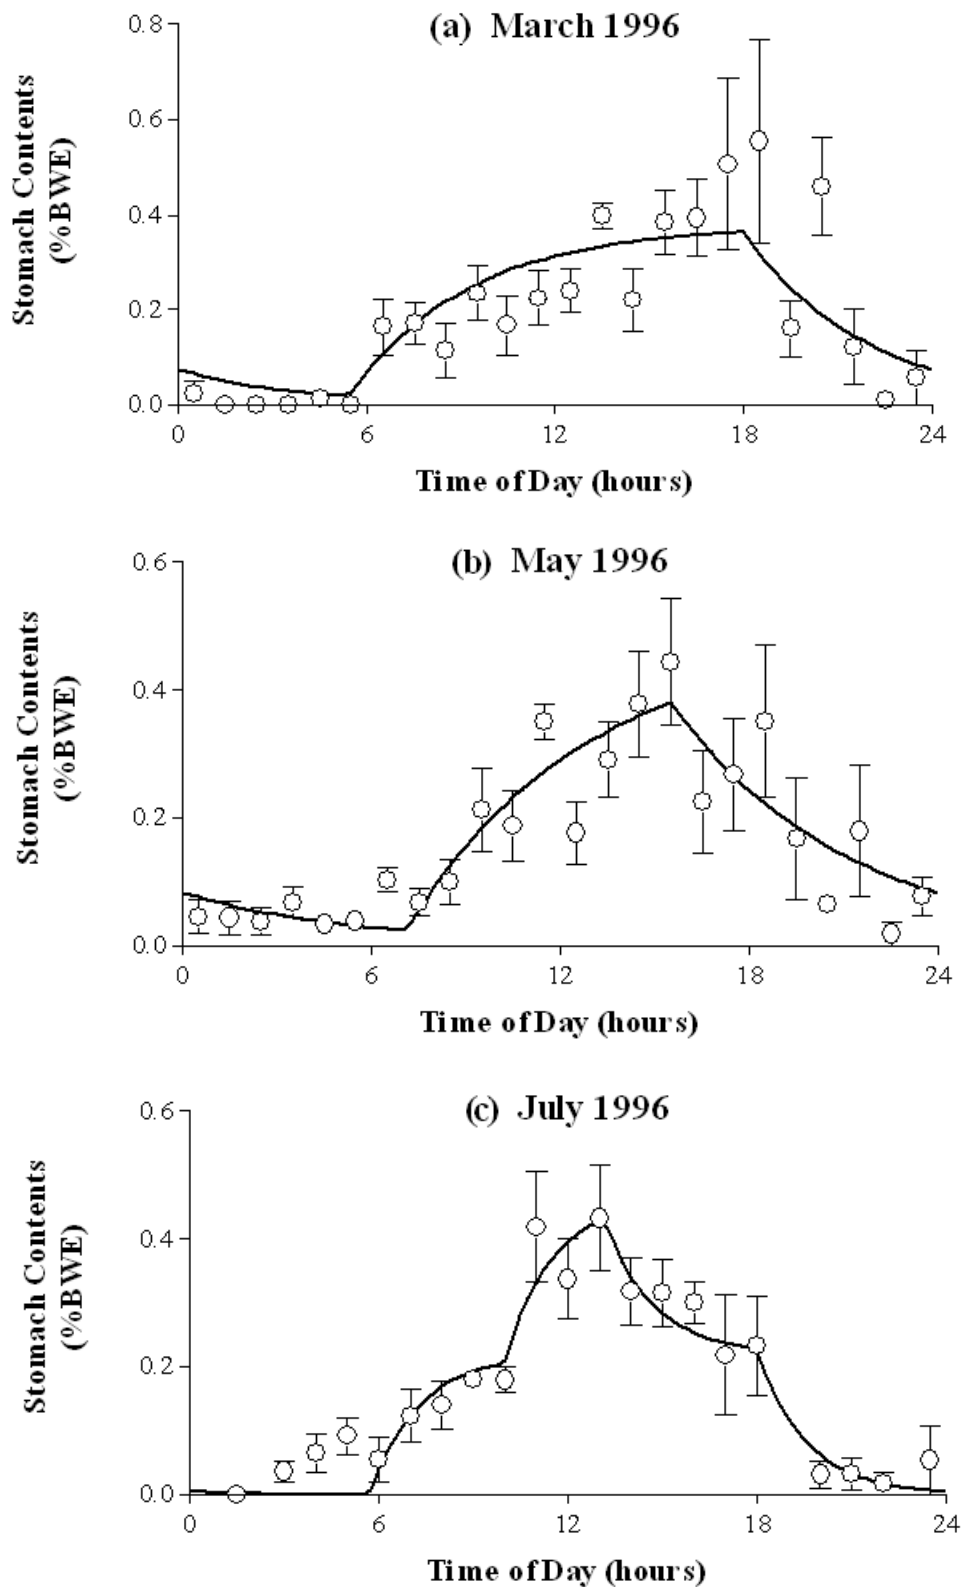 (a) March 1996
0.8
0.6
0.4
0.2
0.0
Stomach Contents
(%BWE)
0 6 12 18 24
Time of Day (hours)
(b) May 1996
0.6
0.4
0.2
0.0
Stomach Contents
(%BWE)
0 6 12 18 24
Time of Day (hours)
(c) July 1996
0.6
0.4
0.2
0.0
Stomach Contents
(%BWE)
0 6 12 18 24
Time of Day (hours)